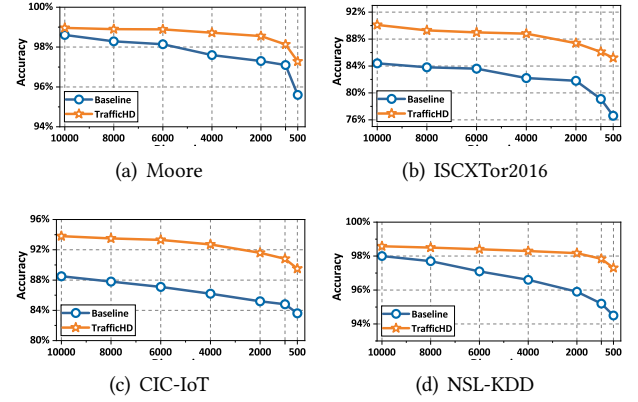 100%
98%
96%
94%
Accuracy
Baseline
TrafficHD
10000 8000 6000 4000 2000 500
(a) Moore
92%
88%
84%
80%
76%
Accuracy
Baseline
TrafficHD
10000 8000 6000 4000 2000 500
(b) ISCXTor2016
96%
92%
88%
84%
80%
Accuracy
Baseline
TrafficHD
10000 8000 6000 4000 2000 500
(c) CIC-IoT
100%
98%
96%
94%
Accuracy
Baseline
TrafficHD
10000 8000 6000 4000 2000 500
(d) NSL-KDD